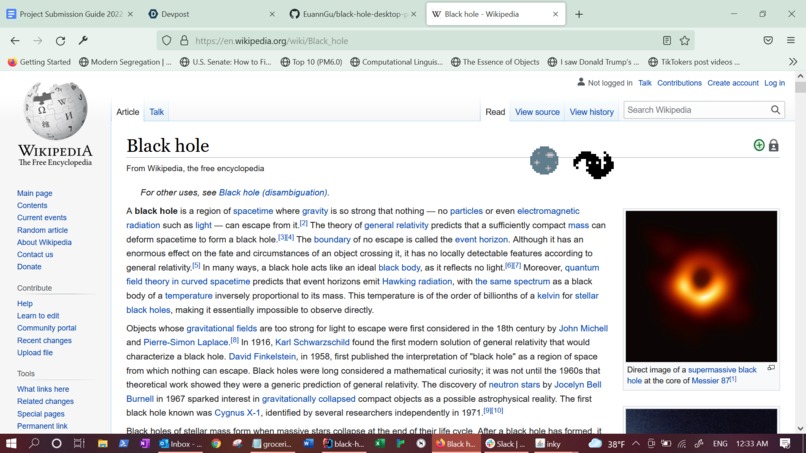 Project Submission Guide 2022
Devpost
EuannGu/black-hole-desktop-p
Black hole - Wikipedia
https://en.wikipedia.org/wiki/Black_hole
Getting Started
Modern Segregation | ...
U.S. Senate: How to Fi...
Top 10 (PM6.0)
Computational Linguis...
The Essence of Objects
I saw Donald Trump's ...
TikTokers post videos ...
Not logged in Talk Contributions Create account Log in
Article Talk
Read View source View history
Search Wikipedia
WIKIPEDIA
The Free Encyclopedia
Main page
Contents
Current events
Random article
About Wikipedia
Contact us
Donate
Contribute
Help
Learn to edit
Community portal
Recent changes
Upload file
Tools
What links here
Related changes
Special pages
Permanent link
Black hole
From Wikipedia, the free encyclopedia
For other uses, see Black hole (disambiguation).
A black hole is a region of spacetime where gravity is so strong that nothing — no particles or even electromagnetic
radiation such as light — can escape from it.[2] The theory of general relativity predicts that a sufficiently compact mass can
deform spacetime to form a black hole.[3][4] The boundary of no escape is called the event horizon. Although it has an
enormous effect on the fate and circumstances of an object crossing it, it has no locally detectable features according to
general relativity.[5] In many ways, a black hole acts like an ideal black body, as it reflects no light.[6][7] Moreover, quantum
field theory in curved spacetime predicts that event horizons emit Hawking radiation, with the same spectrum as a black
body of a temperature inversely proportional to its mass. This temperature is of the order of billionths of a kelvin for stellar
black holes, making it essentially impossible to observe directly.
Objects whose gravitational fields are too strong for light to escape were first considered in the 18th century by John Michell
and Pierre-Simon Laplace.[8] In 1916, Karl Schwarzschild found the first modern solution of general relativity that would
characterize a black hole. David Finkelstein, in 1958, first published the interpretation of "black hole" as a region of space
from which nothing can escape. Black holes were long considered a mathematical curiosity; it was not until the 1960s that
theoretical work showed they were a generic prediction of general relativity. The discovery of neutron stars by Jocelyn Bell
Burnell in 1967 sparked interest in gravitationally collapsed compact objects as a possible astrophysical reality. The first
black hole known was Cygnus X-1, identified by several researchers independently in 1971.[9][10]
Black holes of stellar mass form when massive stars collapse at the end of their life cycle. After a black hole has formed, it
Direct image of a supermassive black
hole at the core of Messier 87[1]
Inbox - ...
groceri...
black-h...
Black h...
Slack | ...
inky
38°F
ENG
12:33 AM